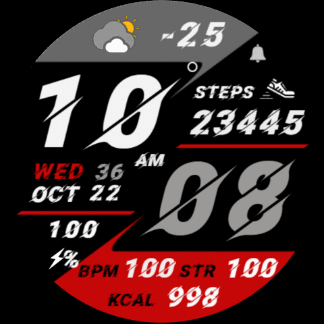 -25°
10 STEPS
23445
AM
WED 36
OCT 22
08
100
%
BPM 100 STR 100
KCAL 998